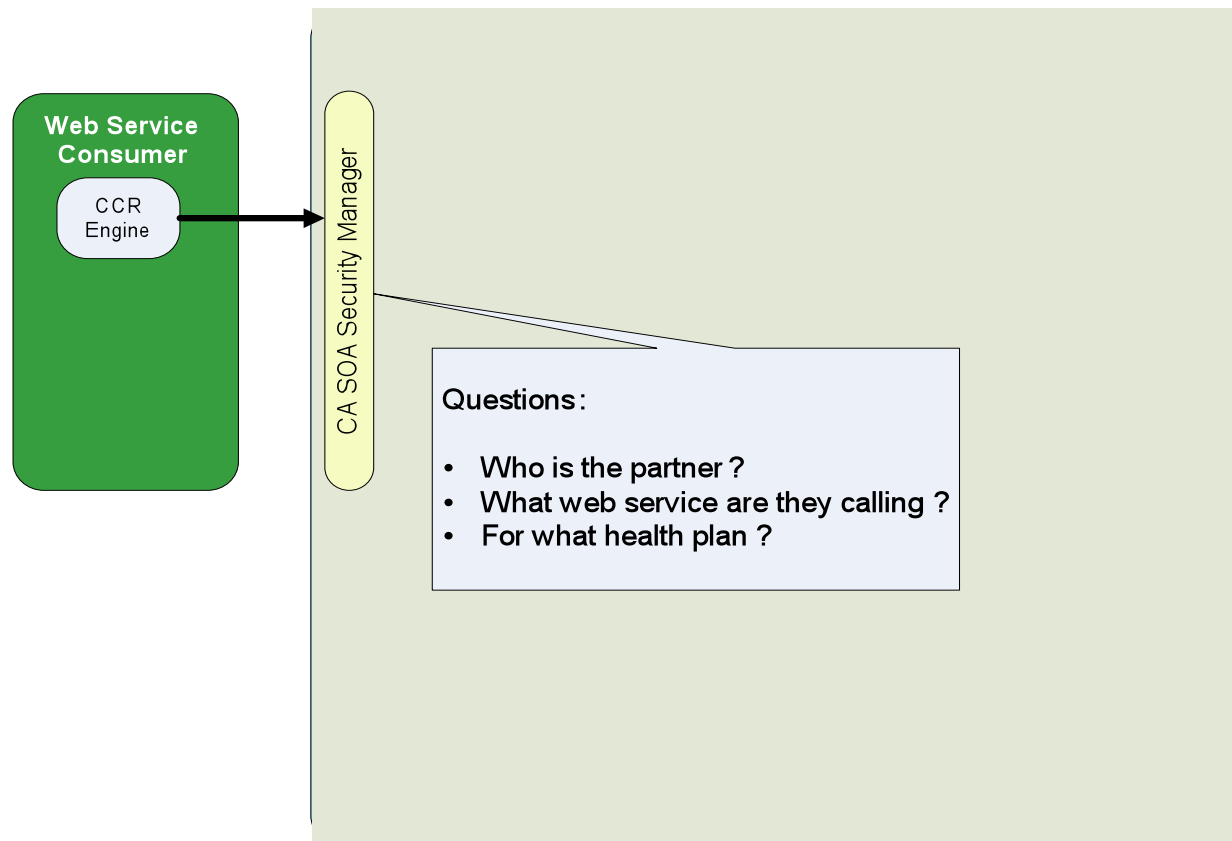 Web Service
Consumer
CCR
Engine
CA SOA Security Manager
Questions :
• Who is the partner ?
• What web service are they calling ?
• For what health plan ?